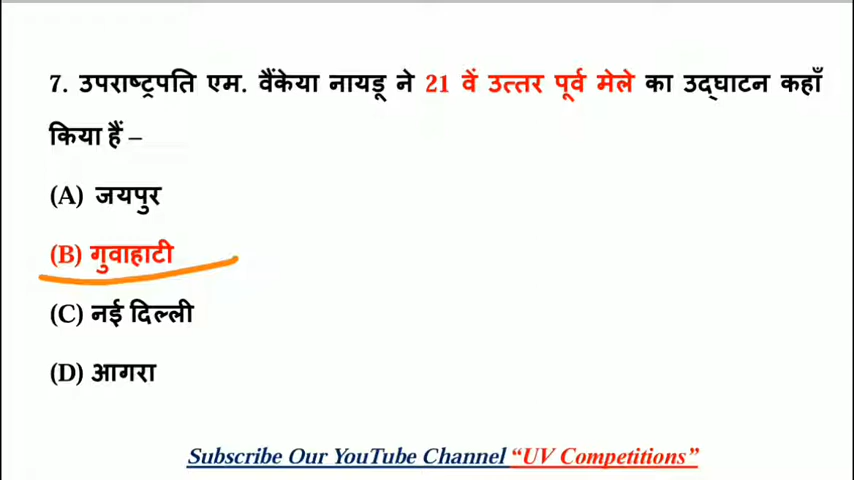 7. उपराष्ट्रपति एम. वैंकेया नायडू ने 21 वें उत्तर पूर्व मेले का उद्घाटन कहाँ
किया हैं –
(A) जयपुर
(B) गुवाहाटी
(C) नई दिल्ली
(D) आगरा
Subscribe Our YouTube Channel “UV Competitions”